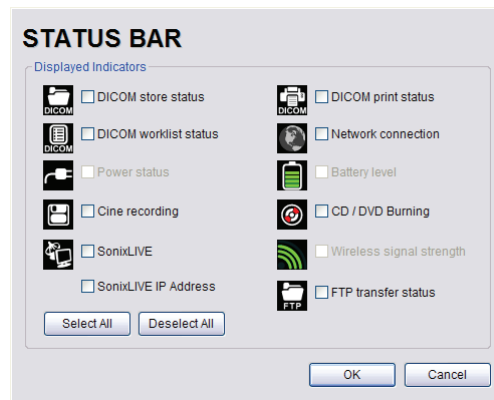 STATUS BAR
Displayed Indicators
DICOM DICOM store status
DICOM DICOM print status
DICOM DICOM worklist status
Network connection
Power status
Battery level
Cine recording
CD / DVD Burning
SonixLIVE
Wireless signal strength
SonixLIVE IP Address
FTP FTP transfer status
Select All Deselect All
OK Cancel